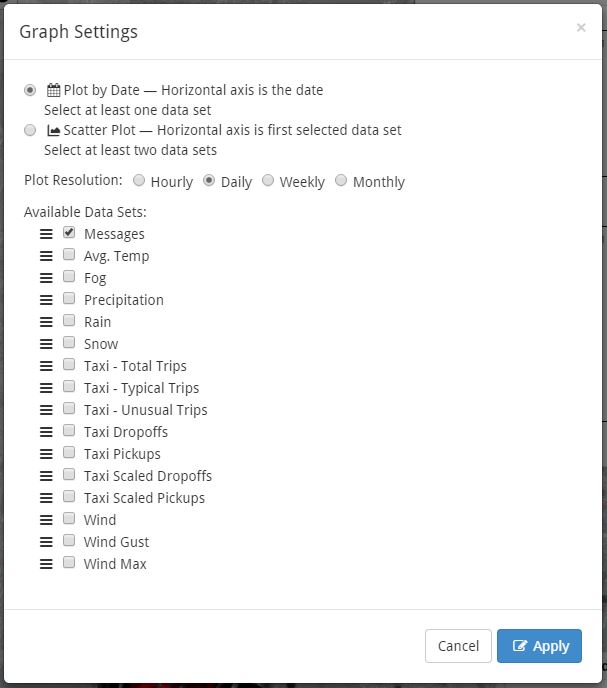 Graph Settings
×
Plot by Date — Horizontal axis is the date
Select at least one data set
Scatter Plot — Horizontal axis is first selected data set
Select at least two data sets
Plot Resolution: Hourly Daily Weekly Monthly
Available Data Sets:
Messages
Avg. Temp
Fog
Precipitation
Rain
Snow
Taxi - Total Trips
Taxi - Typical Trips
Taxi - Unusual Trips
Taxi Dropoffs
Taxi Pickups
Taxi Scaled Dropoffs
Taxi Scaled Pickups
Wind
Wind Gust
Wind Max
Cancel Apply